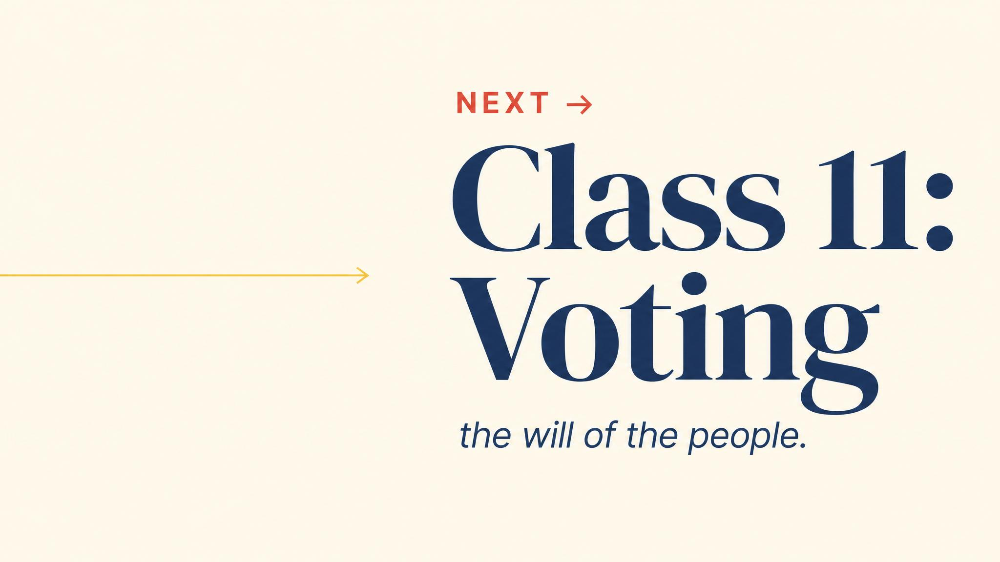 NEXT →
Class 11:
Voting
the will of the people.